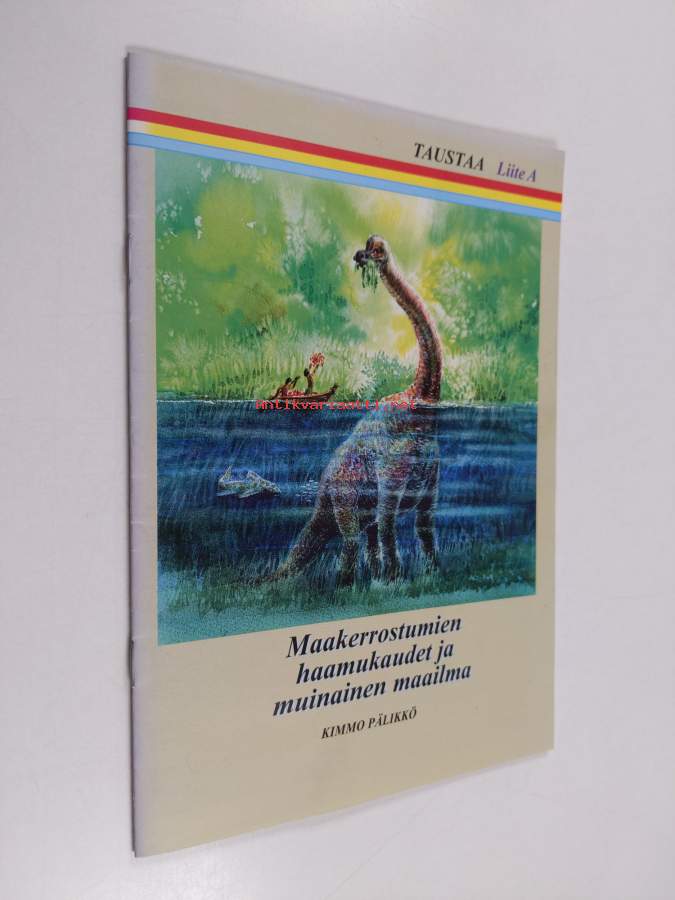 TAUSTAA Liite A
Antikvariaatti.net
Maakerrostumien
haamukaudet ja
muinainen maailma
KIMMO PÄLIKKÖ